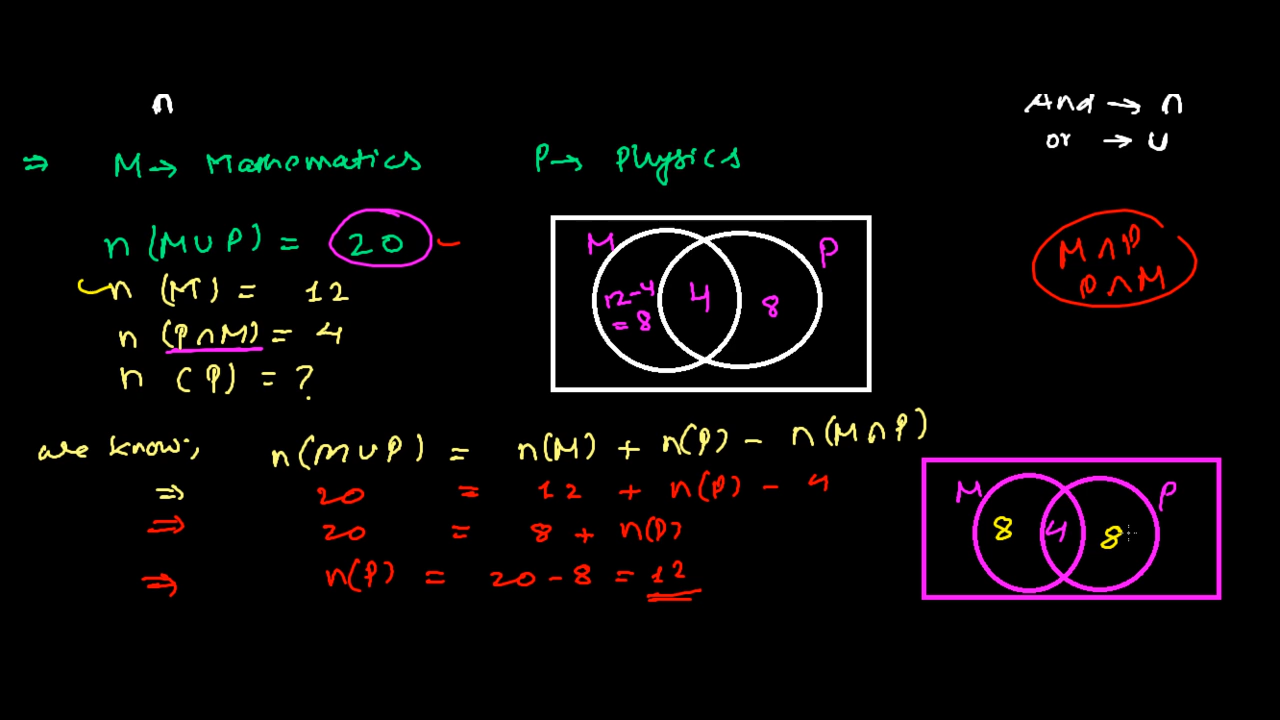 n
And → ∩
or → ∪
⇒ M → Mathematics P → Physics
n (M ∪ P) = 20
n (M) = 12
n (P ∩ M) = 4
n (P) = ?
M P
12-4
= 8
4 8
M ∩ P
P ∩ M
are know; n(M ∪ P) = n(M) + n(P) - n(M ∩ P)
⇒ 20 = 12 + n(P) - 4
⇒ 20 = 8 + n(P)
⇒ n(P) = 20 - 8 = 12
M P
8 4 8